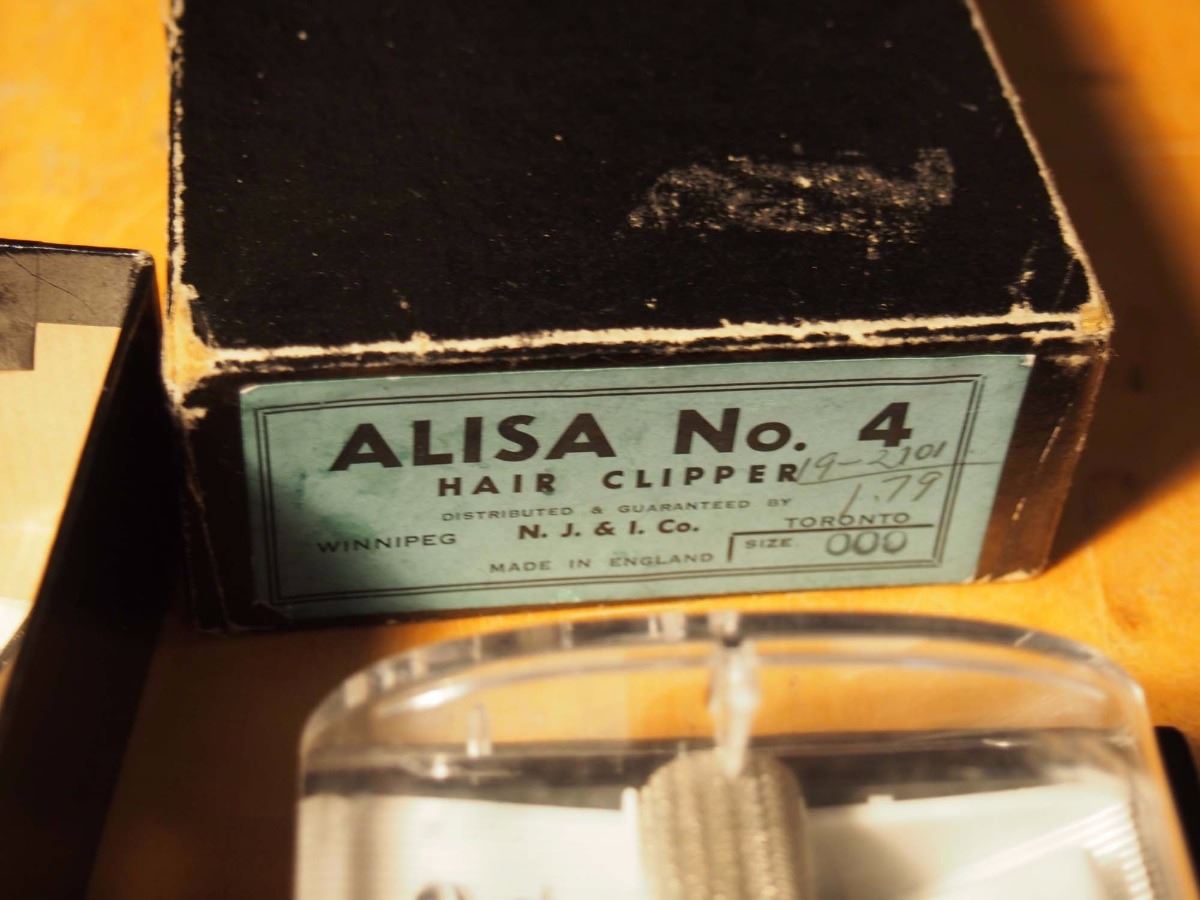 ALISA No. 4
HAIR CLIPPER
19-2101
1.79
DISTRIBUTED & GUARANTEED BY
WINNIPEG N. J. & I. Co. TORONTO
MADE IN ENGLAND
SIZE 000